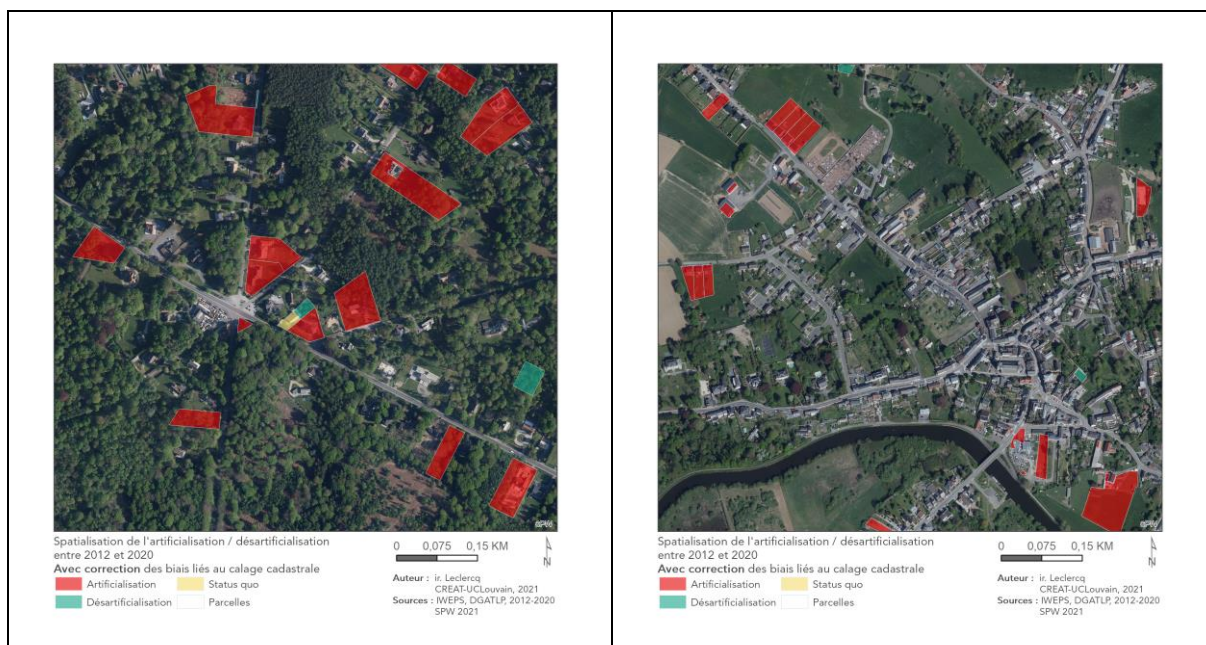 SPW
Spatialisation de l'artificialisation / désartificialisation
entre 2012 et 2020
Avec correction des biais liés au calage cadastrale
Artificialisation
Status quo
Désartificialisation
Parcelles
0 0,075 0,15 KM
N
Auteur : ir. Leclercq
CREAT-UCLouvain, 2021
Sources : IWEPS, DGATLP, 2012-2020
SPW 2021
SPW
Spatialisation de l'artificialisation / désartificialisation
entre 2012 et 2020
Avec correction des biais liés au calage cadastrale
Artificialisation
Status quo
Désartificialisation
Parcelles
0 0,075 0,15 KM
N
Auteur : ir. Leclercq
CREAT-UCLouvain, 2021
Sources : IWEPS, DGATLP, 2012-2020
SPW 2021